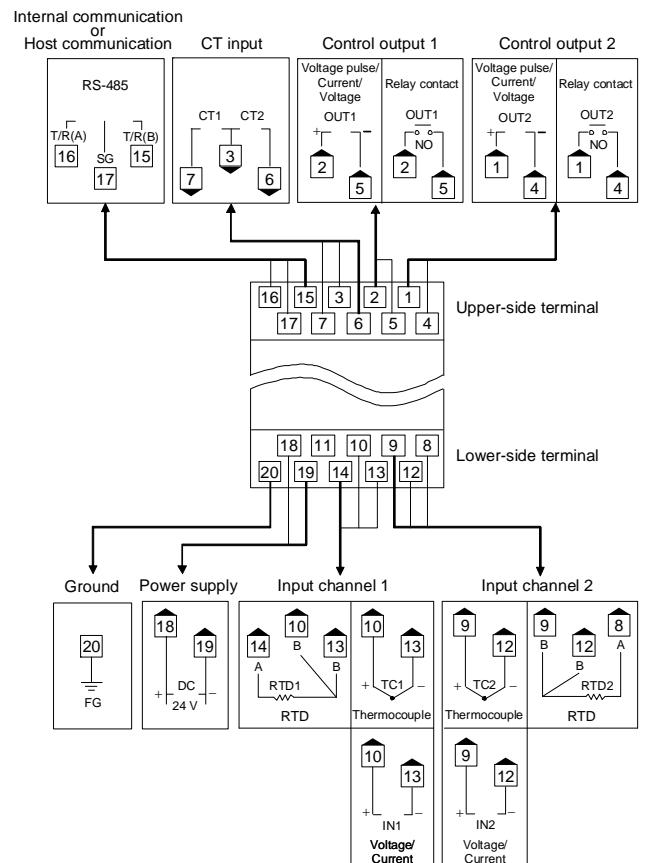 Internal communication
or
Host communication
CT input
Control output 1
Control output 2
RS-485
T/R(A)
T/R(B)
16
SG
15
17
CT1
CT2
7
3
6
Voltage pulse/
Current/
Voltage
Relay contact
OUT1
OUT1
+
−
NO
2
5
2
5
Voltage pulse/
Current/
Voltage
Relay contact
OUT2
OUT2
+
−
NO
1
4
1
4
16
15
3
2
1
17
7
6
5
4
Upper-side terminal
18
11
10
9
8
20
19
14
13
12
Lower-side terminal
Ground
Power supply
Input channel 1
Input channel 2
20
FG
18
19
+
DC
−
24 V
14
10
13
A
B
B
RTD1
RTD
10
13
+
TC1
−
Thermocouple
9
12
+
TC2
−
Thermocouple
9
12
8
B
B
A
RTD2
RTD
10
13
+
IN1
−
Voltage/
Current
9
12
+
IN2
−
Voltage/
Current